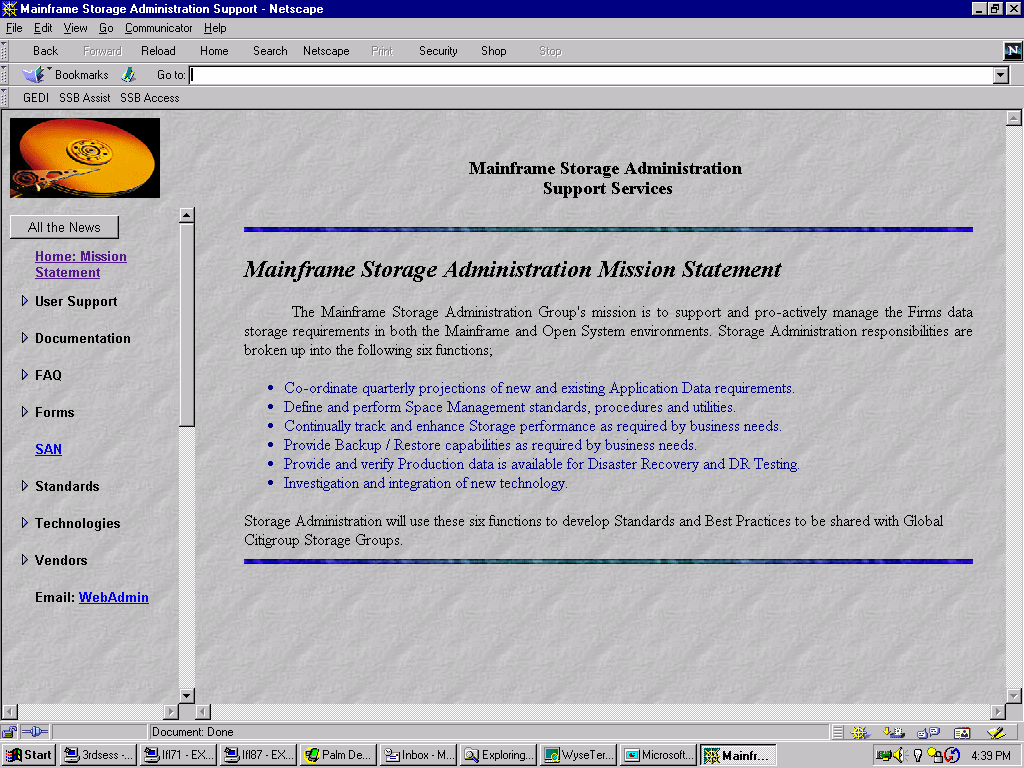 Mainframe Storage Administration Support - Netscape
File Edit View Go Communicator Help
Back Forward Reload Home Search Netscape Print Security Shop Stop
N
Bookmarks Go to:
GEDI SSB Assist SSB Access
All the News
Home: Mission
Statement
User Support
Documentation
FAQ
Forms
SAN
Standards
Technologies
Vendors
Email: WebAdmin
Mainframe Storage Administration
Support Services
Mainframe Storage Administration Mission Statement
The Mainframe Storage Administration Group's mission is to support and pro-actively manage the Firms data
storage requirements in both the Mainframe and Open System environments. Storage Administration responsibilities are
broken up into the following six functions;
• Co-ordinate quarterly projections of new and existing Application Data requirements.
• Define and perform Space Management standards, procedures and utilities.
• Continually track and enhance Storage performance as required by business needs.
• Provide Backup / Restore capabilities as required by business needs.
• Provide and verify Production data is available for Disaster Recovery and DR Testing.
• Investigation and integration of new technology.
Storage Administration will use these six functions to develop Standards and Best Practices to be shared with Global
Citigroup Storage Groups.
Document: Done
Start 3rdsess -... Ifl71 - EX... Ifl87 - EX... Palm De... Inbox - M... Exploring... WyseTer... Microsoft... Mainfr... 4:39 PM